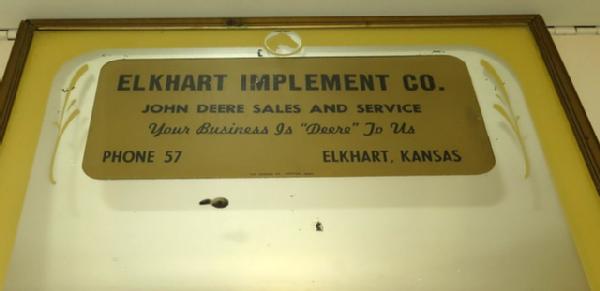 ELKHART IMPLEMENT CO.
JOHN DEERE SALES AND SERVICE
Your Business Is "Deere" To Us
PHONE 57 ELKHART, KANSAS